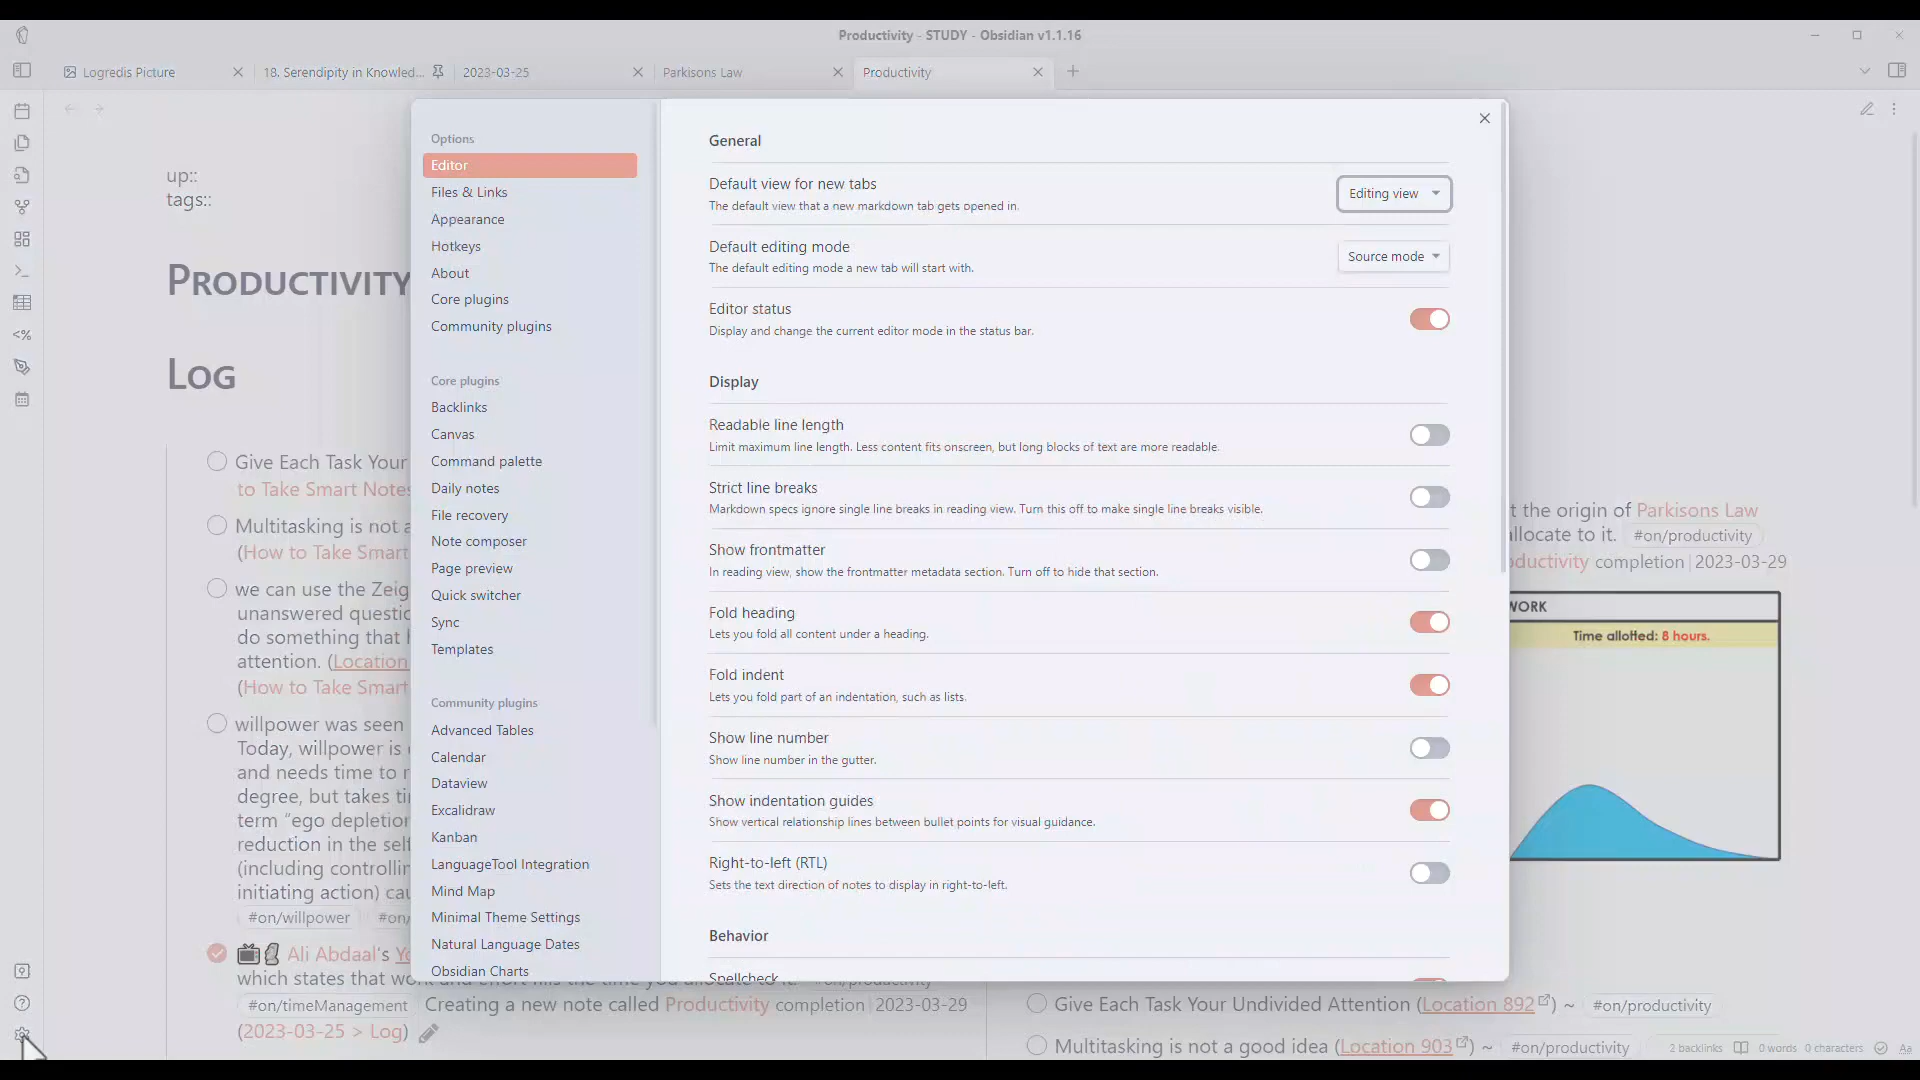 Productivity - STUDY - Obsidian v1.1.16
Logredis Picture
18. Serendipity in Knowled...
2023-03-25
Parkisons Law
Productivity
up::
tags::
PRODUCTIVITY
LOG
Give Each Task Your
to Take Smart Notes
Multitasking is not a
(How to Take Smart
we can use the Zeig
unanswered questio
do something that h
attention. (Location
(How to Take Smart
willpower was seen
Today, willpower is
and needs time to r
degree, but takes ti
term “ego depletion
reduction in the self
(including controllin
initiating action) cau
#on/willpower #on/
Ali Abdaal's Yo
which states that work and effort fills the time you allocate to it. #on/productivity
#on/timeManagement Creating a new note called Productivity completion | 2023-03-29
(2023-03-25 > Log)
Options
Editor
Files & Links
Appearance
Hotkeys
About
Core plugins
Community plugins
Core plugins
Backlinks
Canvas
Command palette
Daily notes
File recovery
Note composer
Page preview
Quick switcher
Sync
Templates
Community plugins
Advanced Tables
Calendar
Dataview
Excalidraw
Kanban
LanguageTool Integration
Mind Map
Minimal Theme Settings
Natural Language Dates
Obsidian Charts
General
Default view for new tabs
The default view that a new markdown tab gets opened in.
Editing view
Default editing mode
The default editing mode a new tab will start with.
Source mode
Editor status
Display and change the current editor mode in the status bar.
Display
Readable line length
Limit maximum line length. Less content fits onscreen, but long blocks of text are more readable.
Strict line breaks
Markdown specs ignore single line breaks in reading view. Turn this off to make single line breaks visible.
Show frontmatter
In reading view, show the frontmatter metadata section. Turn off to hide that section.
Fold heading
Lets you fold all content under a heading.
Fold indent
Lets you fold part of an indentation, such as lists.
Show line number
Show line number in the gutter.
Show indentation guides
Show vertical relationship lines between bullet points for visual guidance.
Right-to-left (RTL)
Sets the text direction of notes to display in right-to-left.
Behavior
Spellcheck
t the origin of Parkisons Law
llocate to it. #on/productivity
oductivity completion | 2023-03-29
WORK
Time allotted: 8 hours.
Give Each Task Your Undivided Attention (Location 892) ~ #on/productivity
Multitasking is not a good idea (Location 903) ~ #on/productivity
2 backlinks 0 words 0 characters